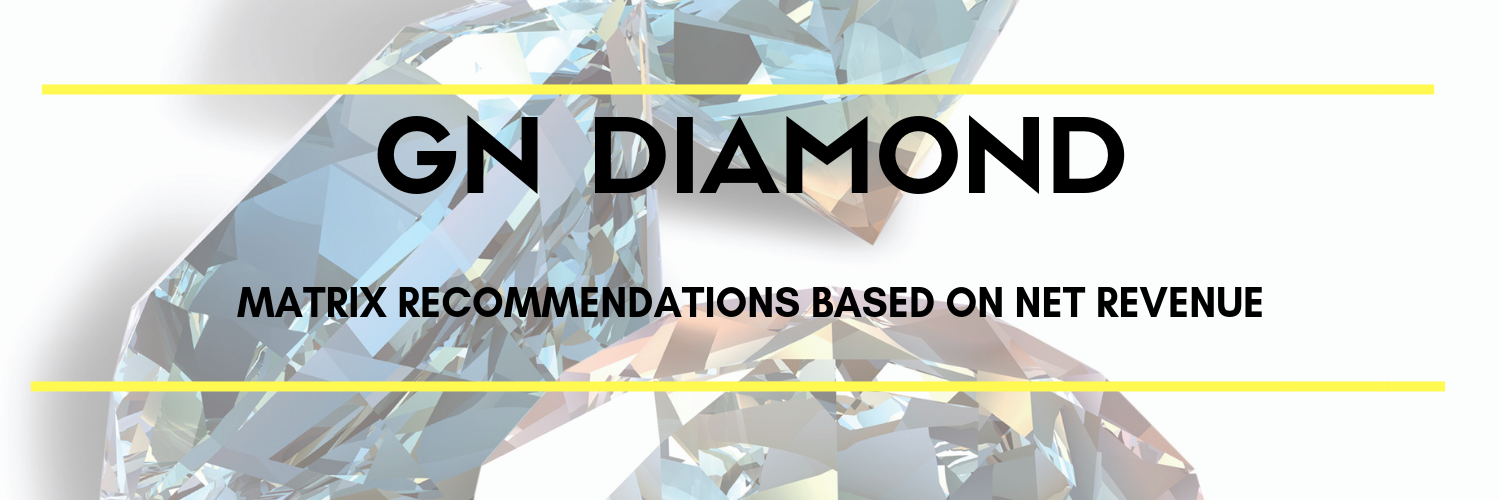 GN DIAMOND
MATRIX RECOMMENDATIONS BASED ON NET REVENUE